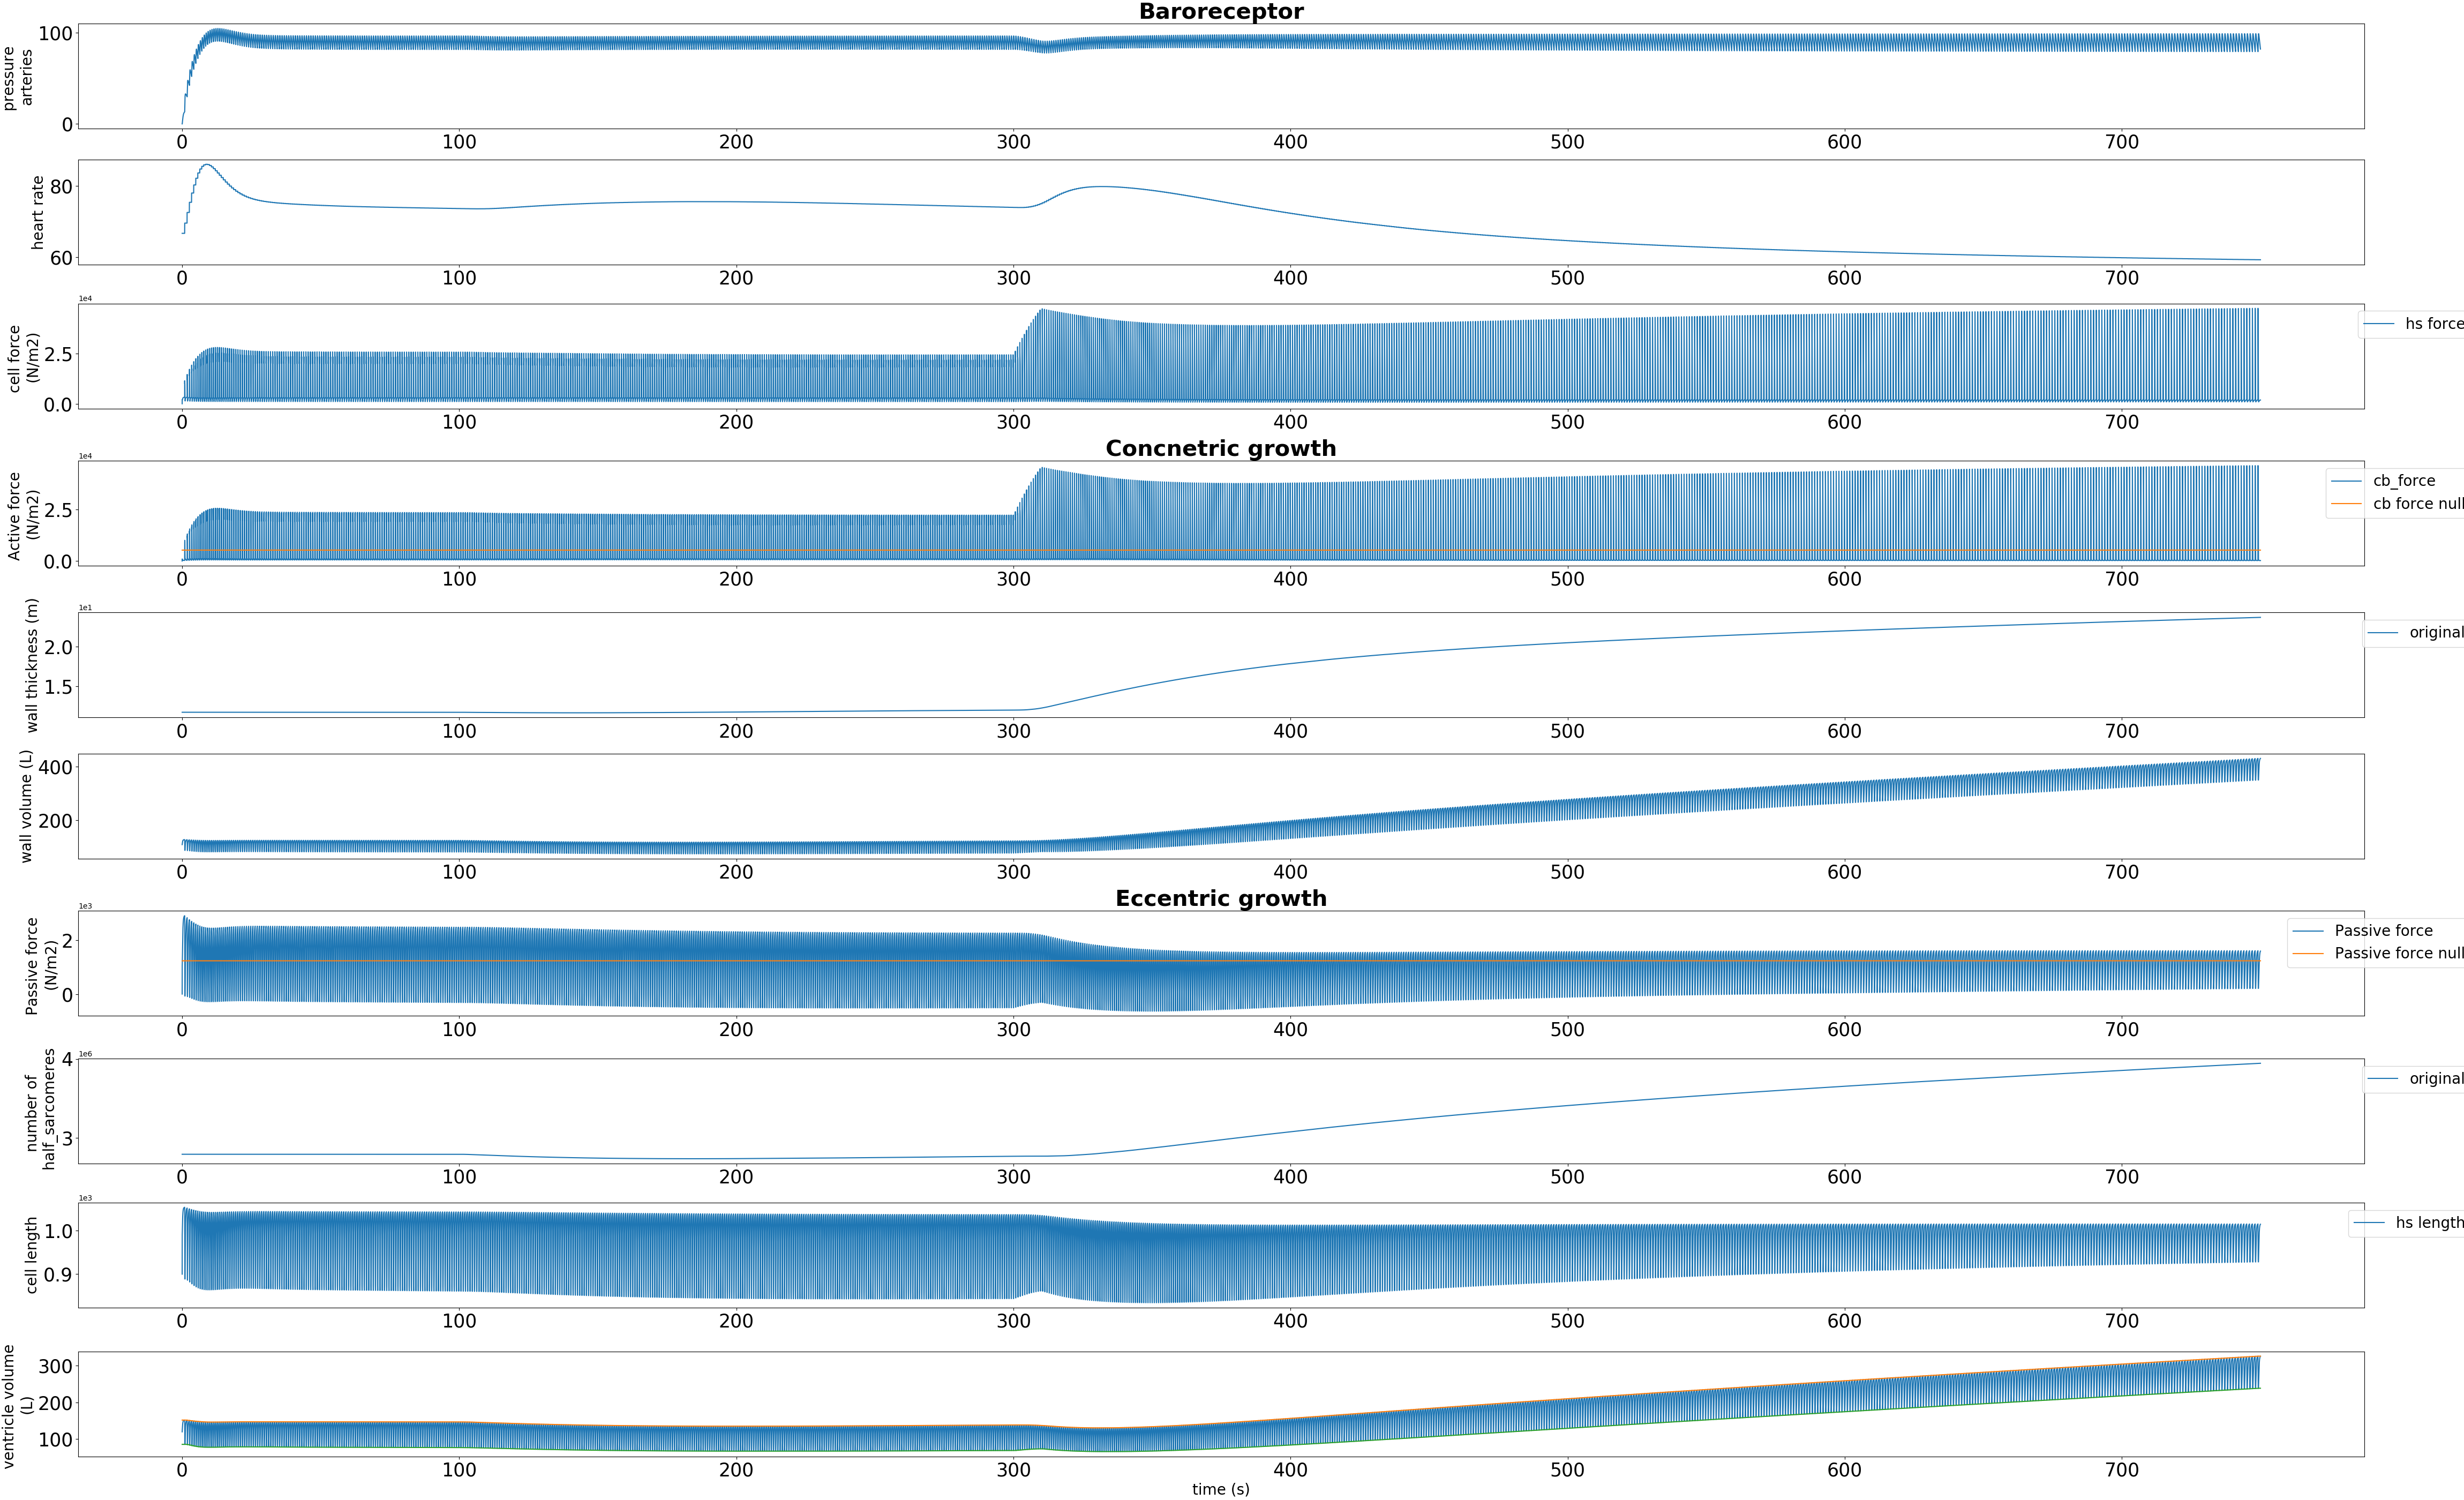 Baroreceptor
pressure
arteries
100
0
0 100 200 300 400 500 600 700
heart rate
80
60
0 100 200 300 400 500 600 700
1e4
cell force
(N/m2)
2.5
0.0
hs force
0 100 200 300 400 500 600 700
Concnetric growth
1e4
Active force
(N/m2)
2.5
0.0
cb_force
cb force null
0 100 200 300 400 500 600 700
1e1
wall thickness (m)
2.0
1.5
original
0 100 200 300 400 500 600 700
wall volume (L)
400
200
0 100 200 300 400 500 600 700
Eccentric growth
1e3
Passive force
(N/m2)
2
0
Passive force
Passive force null
0 100 200 300 400 500 600 700
1e6
number of
half_sarcomeres
4
3
original
0 100 200 300 400 500 600 700
1e3
cell length
1.0
0.9
hs length
0 100 200 300 400 500 600 700
ventricle volume
(L)
300
200
100
0 100 200 300 400 500 600 700
time (s)